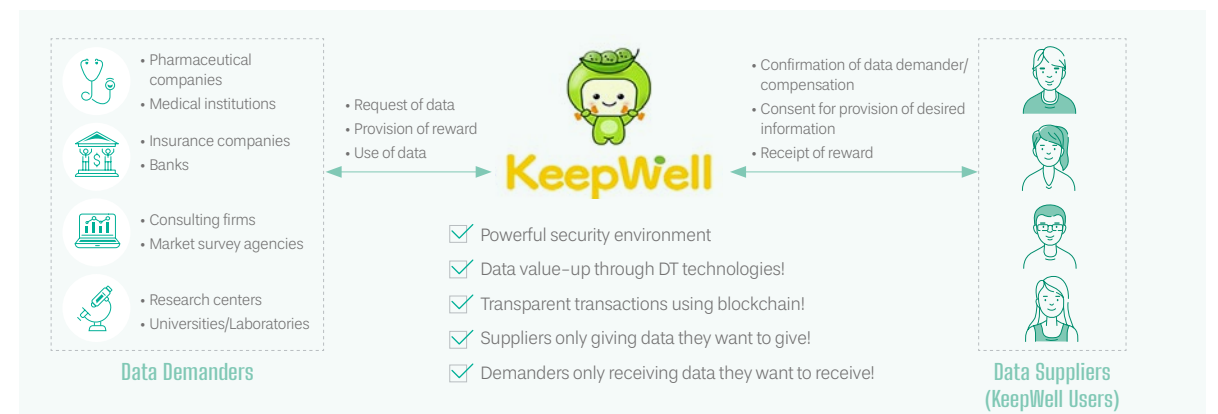 • Pharmaceutical
companies
• Medical institutions
• Insurance companies
• Banks
• Consulting firms
• Market survey agencies
• Research centers
• Universities/Laboratories
Data Demanders
• Request of data
• Provision of reward
• Use of data
KeepWell
• Confirmation of data demander/
compensation
• Consent for provision of desired
information
• Receipt of reward
Powerful security environment
Data value-up through DT technologies!
Transparent transactions using blockchain!
Suppliers only giving data they want to give!
Demanders only receiving data they want to receive!
Data Suppliers
(KeepWell Users)